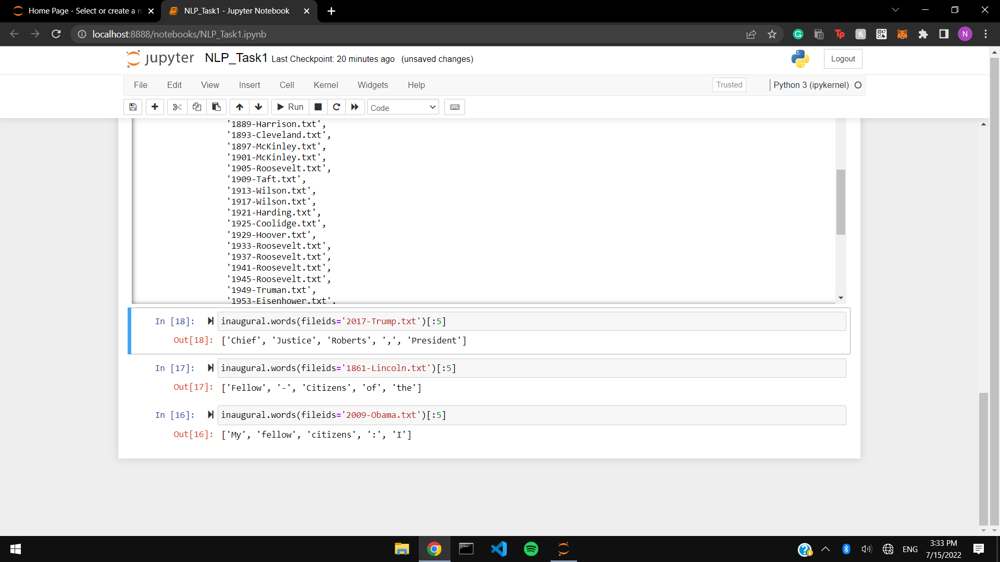 Home Page - Select or create a n
NLP_Task1 - Jupyter Notebook
localhost:8888/notebooks/NLP_Task1.ipynb
N
jupyter NLP_Task1 Last Checkpoint: 20 minutes ago (unsaved changes)
Logout
File Edit View Insert Cell Kernel Widgets Help
Trusted
Python 3 (ipykernel)
Run
Code
'1889-Harrison.txt',
'1893-Cleveland.txt',
'1897-McKinley.txt',
'1901-McKinley.txt',
'1905-Roosevelt.txt',
'1909-Taft.txt',
'1913-Wilson.txt',
'1917-Wilson.txt',
'1921-Harding.txt',
'1925-Coolidge.txt',
'1929-Hoover.txt',
'1933-Roosevelt.txt',
'1937-Roosevelt.txt',
'1941-Roosevelt.txt',
'1945-Roosevelt.txt',
'1949-Truman.txt',
'1953-Eisenhower.txt',
In [18]: inaugural.words(fileids='2017-Trump.txt')[:5]
Out[18]: ['Chief', 'Justice', 'Roberts', ',', 'President']
In [17]: inaugural.words(fileids='1861-Lincoln.txt')[:5]
Out[17]: ['Fellow', '-', 'Citizens', 'of', 'the']
In [16]: inaugural.words(fileids='2009-Obama.txt')[:5]
Out[16]: ['My', 'fellow', 'citizens', ':', 'I']
ENG
3:33 PM
7/15/2022